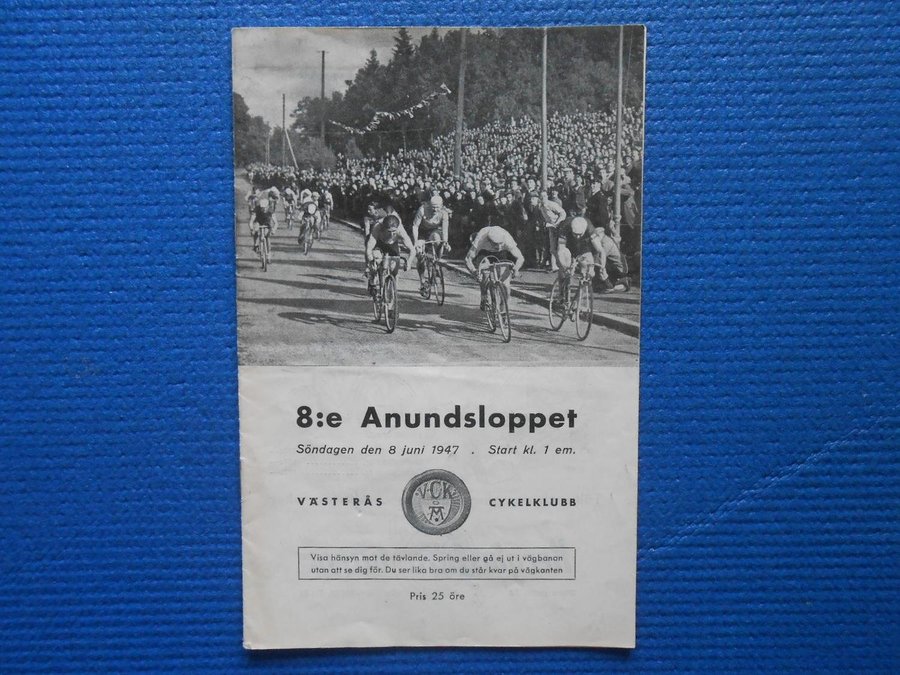 8:e Anundsloppet
Söndagen den 8 juni 1947 . Start kl. 1 em.
VÄSTERÅS V.C.K. CYKELKLUBB
Visa hänsyn mot de tävlande. Spring eller gå ej ut i vägbanan
utan att se dig för. Du ser lika bra om du står kvar på vägkanten
Pris 25 öre